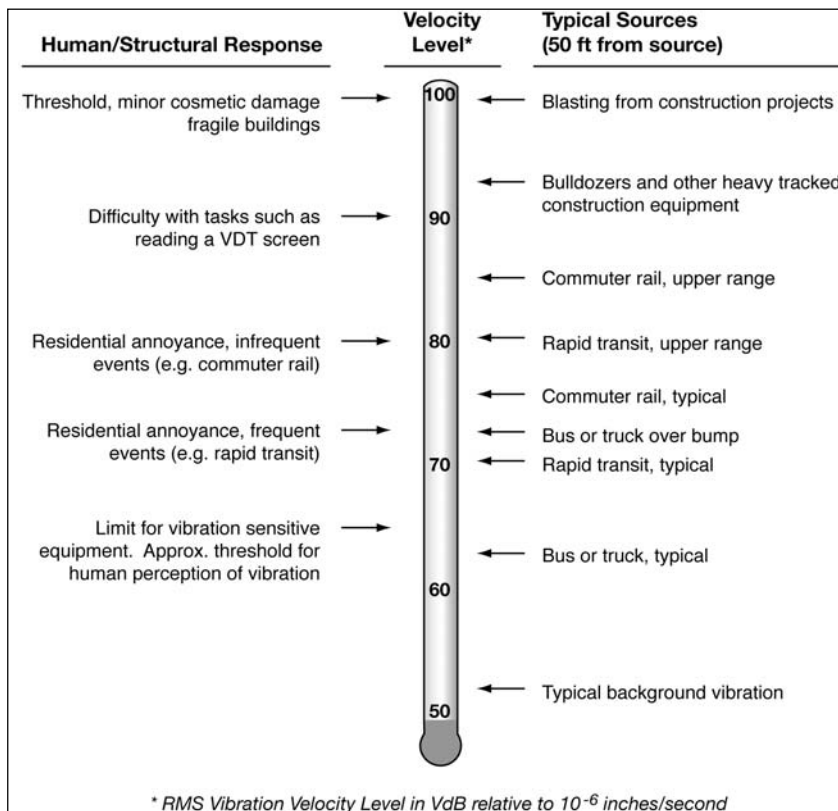 Human/Structural Response
Velocity
Level*
Typical Sources
(50 ft from source)
Threshold, minor cosmetic damage
fragile buildings
100
Blasting from construction projects
Bulldozers and other heavy tracked
construction equipment
Difficulty with tasks such as
reading a VDT screen
90
Commuter rail, upper range
Residential annoyance, infrequent
events (e.g. commuter rail)
80
Rapid transit, upper range
Commuter rail, typical
Residential annoyance, frequent
events (e.g. rapid transit)
Bus or truck over bump
70
Rapid transit, typical
Limit for vibration sensitive
equipment. Approx. threshold for
human perception of vibration
Bus or truck, typical
60
Typical background vibration
50
* RMS Vibration Velocity Level in VdB relative to 10⁻⁶ inches/second